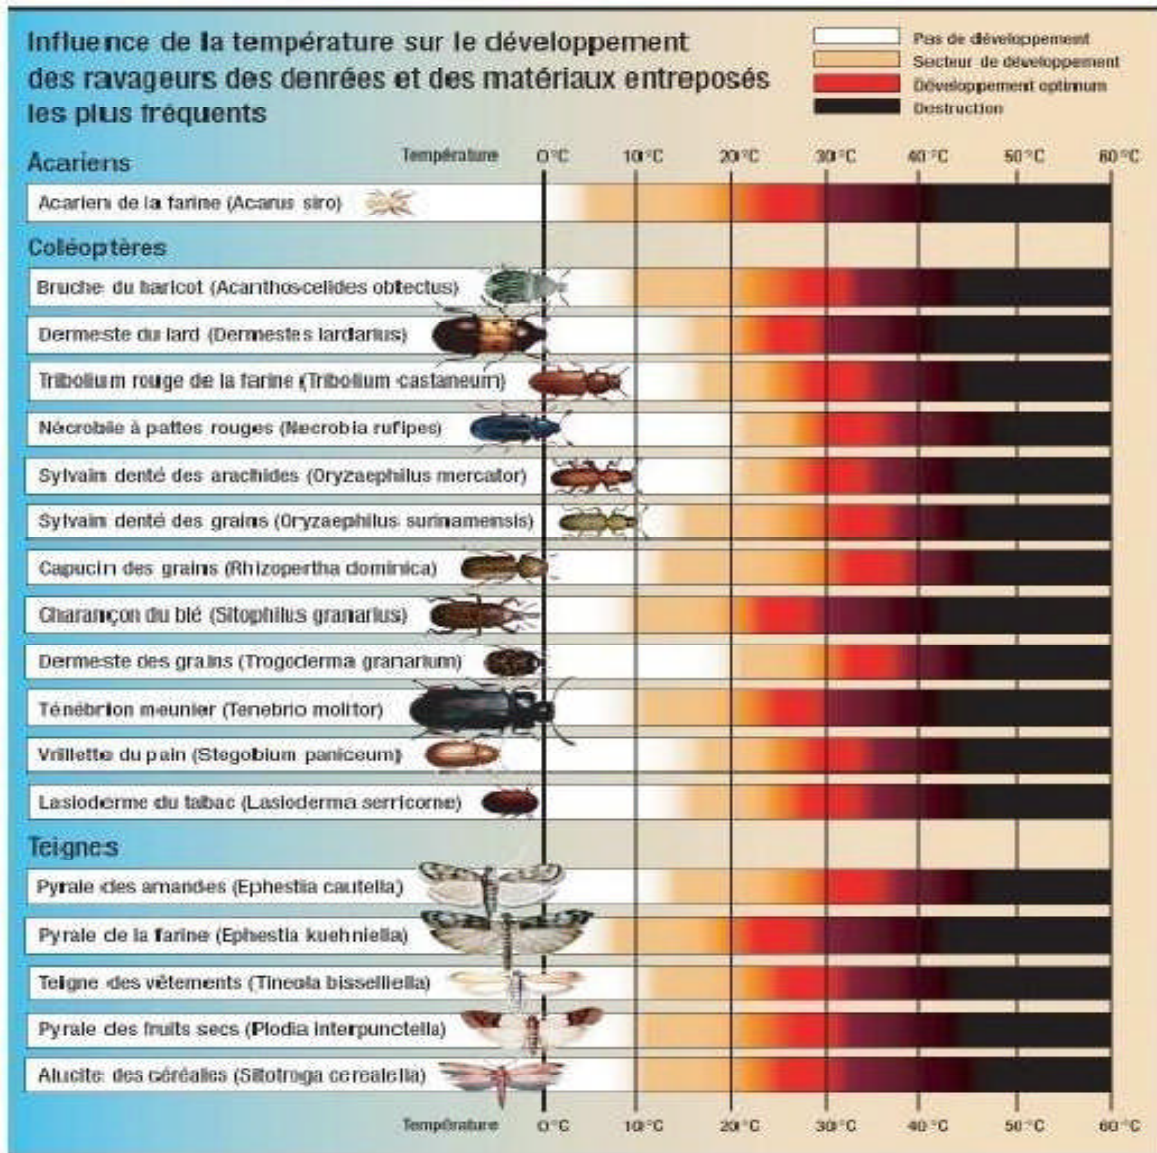 Influence de la température sur le développement
des ravageurs des denrées et des matériaux entreposés
les plus fréquents
Pas de développement
Secteur de développement
Développement optimum
Destruction
Acariens
Température 0°C 10°C 20°C 30°C 40°C 50°C 60°C
Acarien de la farine (Acarus siro)
Coléoptères
Bruche du haricot (Acanthoscelides obtectus)
Dermeste du lard (Dermestes lardarius)
Tribolium rouge de la farine (Tribolium castaneum)
Nécrobile à pattes rouges (Necrobia rufipes)
Sylvain denté des arachides (Oryzaephilus mercator)
Sylvain denté des grains (Oryzaephilus surinamensis)
Capucin des grains (Rhizopertha dominica)
Charançon du blé (Sitophilus granarius)
Dermeste des grains (Trogoderma granarium)
Ténébrion meunier (Tenebrio molitor)
Vrillette du pain (Stegobium paniceum)
Lasioderme du tabac (Lasioderma serricorne)
Teignes
Pyrale des amandes (Ephestia cautella)
Pyrale de la farine (Ephestia kuehniella)
Teigne des vêtements (Tineola bisselliella)
Pyrale des fruits secs (Plodia interpunctella)
Alucite des céréales (Sitotroga cerealella)
Température 0°C 10°C 20°C 30°C 40°C 50°C 60°C